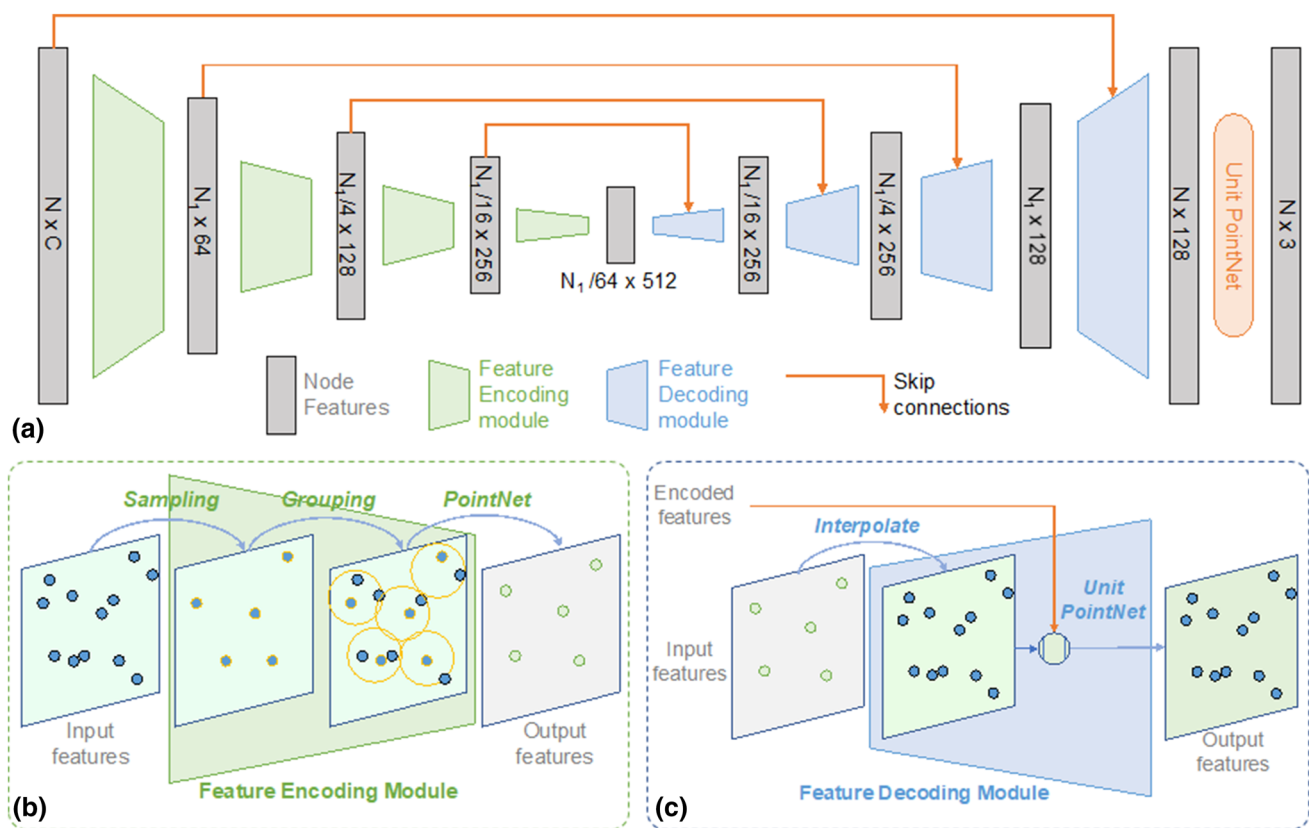 N x C
N₁ x 64
N₁/4 x 128
N₁/16 x 256
N₁/64 x 512
N₁/16 x 256
N₁/4 x 256
N₁ x 128
N x 128
Unit PointNet
N x 3
Node
Features
Feature
Encoding
module
Feature
Decoding
module
Skip
connections
(a)
Sampling
Grouping
PointNet
Input
features
Output
features
Feature Encoding Module
(b)
Encoded
features
Interpolate
Unit
PointNet
Input
features
Output
features
Feature Decoding Module
(c)